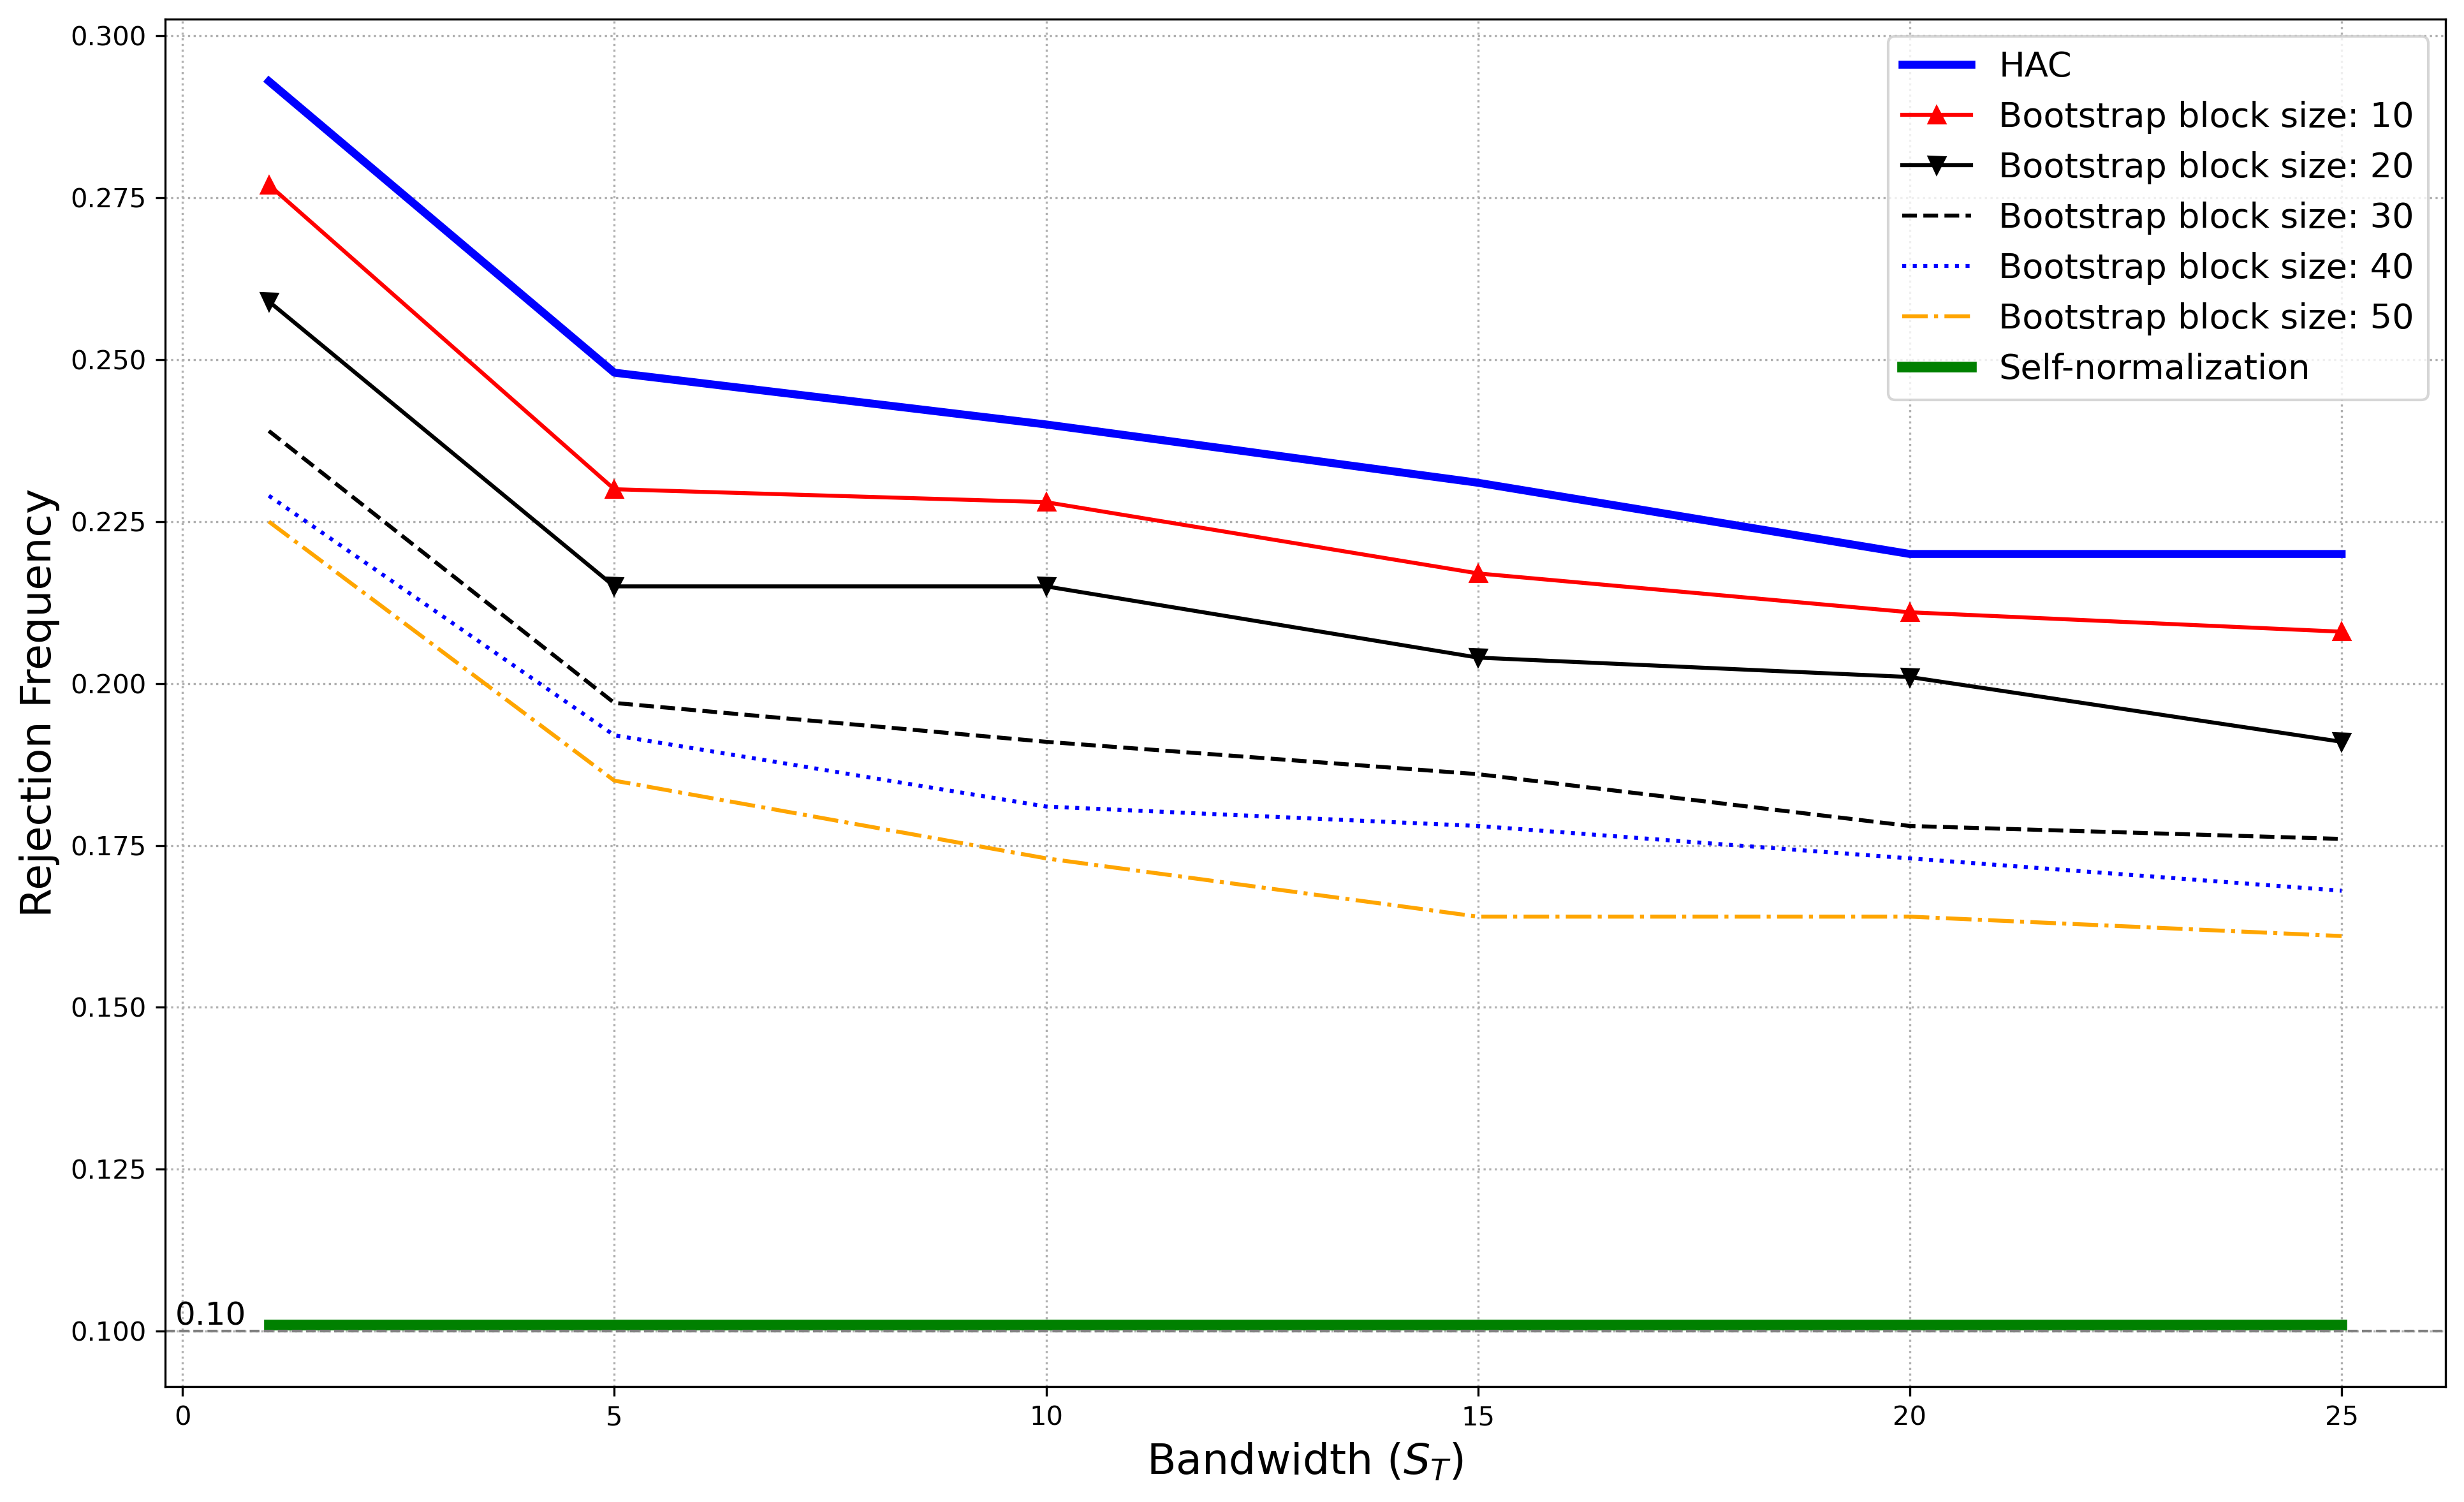 0.300
0.275
0.250
0.225
0.200
0.175
0.150
0.125
0.100
Rejection Frequency
HAC
Bootstrap block size: 10
Bootstrap block size: 20
Bootstrap block size: 30
Bootstrap block size: 40
Bootstrap block size: 50
Self-normalization
0.10
0 5 10 15 20 25
Bandwidth (S_T)